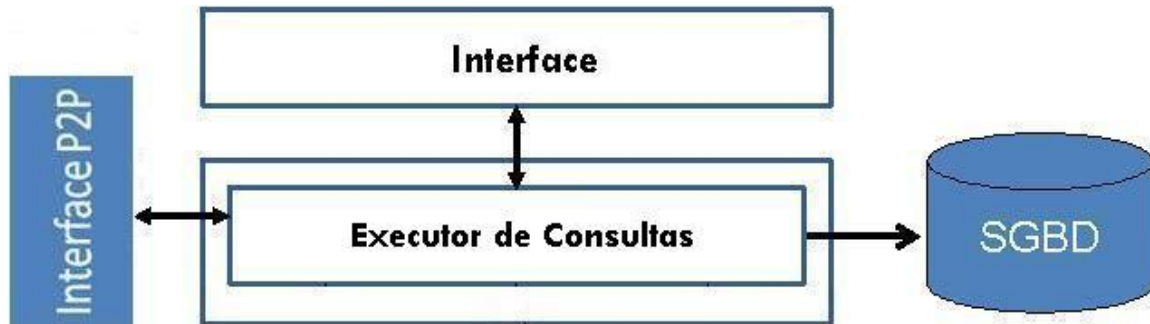 Interface
Interface P2P
Executor de Consultas
SGBD